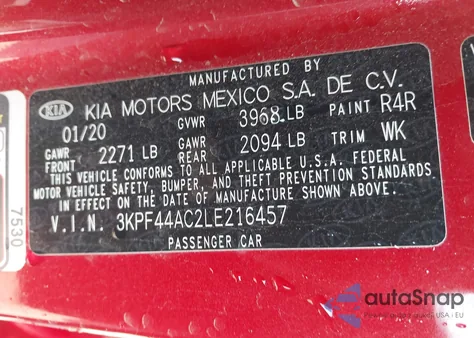 MANUFACTURED BY
KIA KIA MOTORS MEXICO S.A. DE C.V.
01/20 GVWR 3968 LB PAINT R4R
GAWR FRONT 2271 LB GAWR REAR 2094 LB TRIM WK
THIS VEHICLE CONFORMS TO ALL APPLICABLE U.S.A. FEDERAL
MOTOR VEHICLE SAFETY, BUMPER, AND THEFT PREVENTION STANDARDS
IN EFFECT ON THE DATE OF MANUFACTURE SHOWN ABOVE.
V.I.N. 3KPF44AC2LE216457
PASSENGER CAR
7530
autoSnap